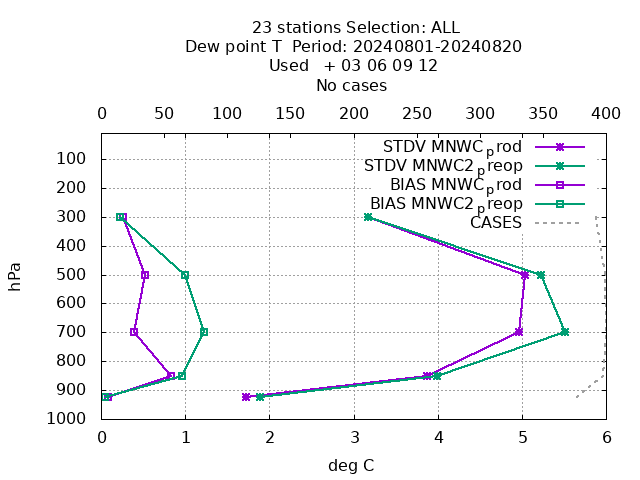 23 stations Selection: ALL
Dew point T  Period: 20240801-20240820
Used   + 03 06 09 12
No cases
0 50 100 150 200 250 300 350 400
STDV MNWC_prod
STDV MNWC2_preop
BIAS MNWC_prod
BIAS MNWC2_preop
CASES
hPa
100
200
300
400
500
600
700
800
900
1000
0 1 2 3 4 5 6
deg C